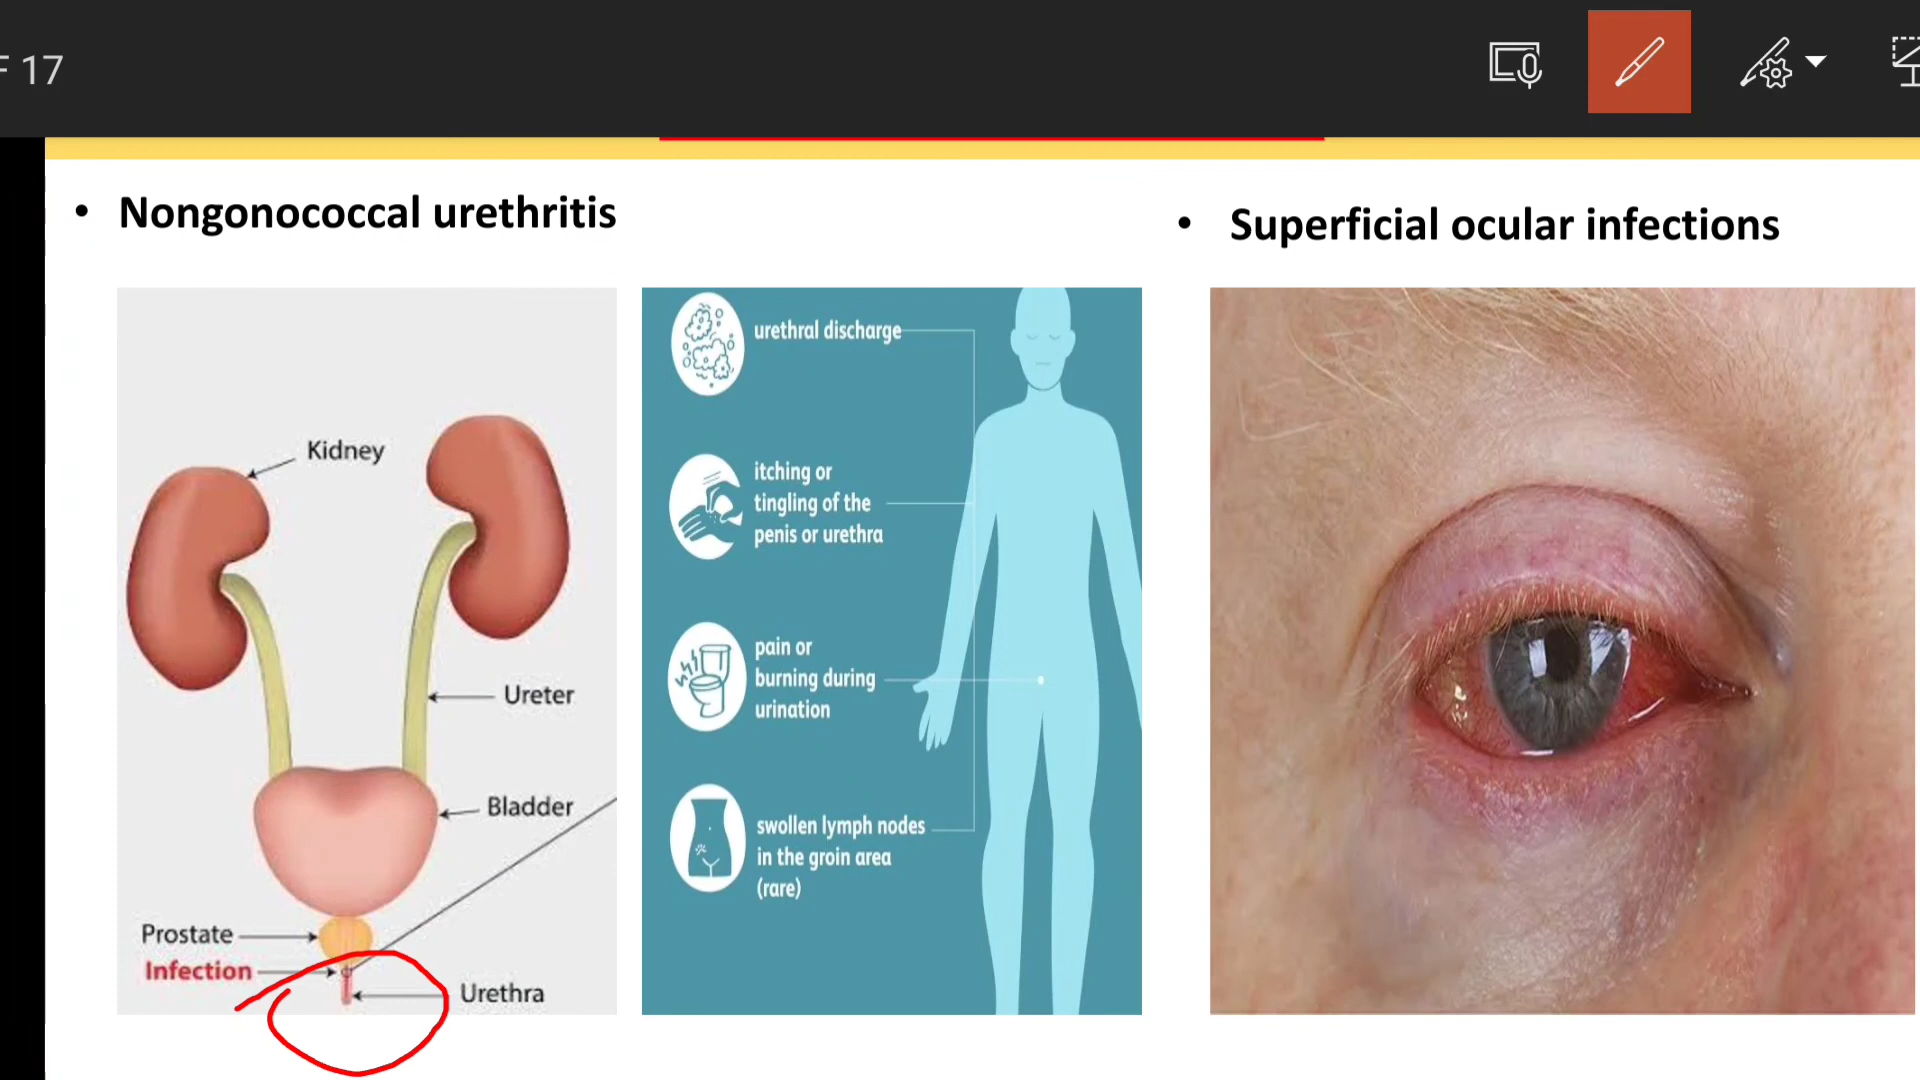 F 17
• Nongonococcal urethritis
• Superficial ocular infections
Kidney
Ureter
Bladder
Prostate
Infection
Urethra
urethral discharge
itching or
tingling of the
penis or urethra
pain or
burning during
urination
swollen lymph nodes
in the groin area
(rare)